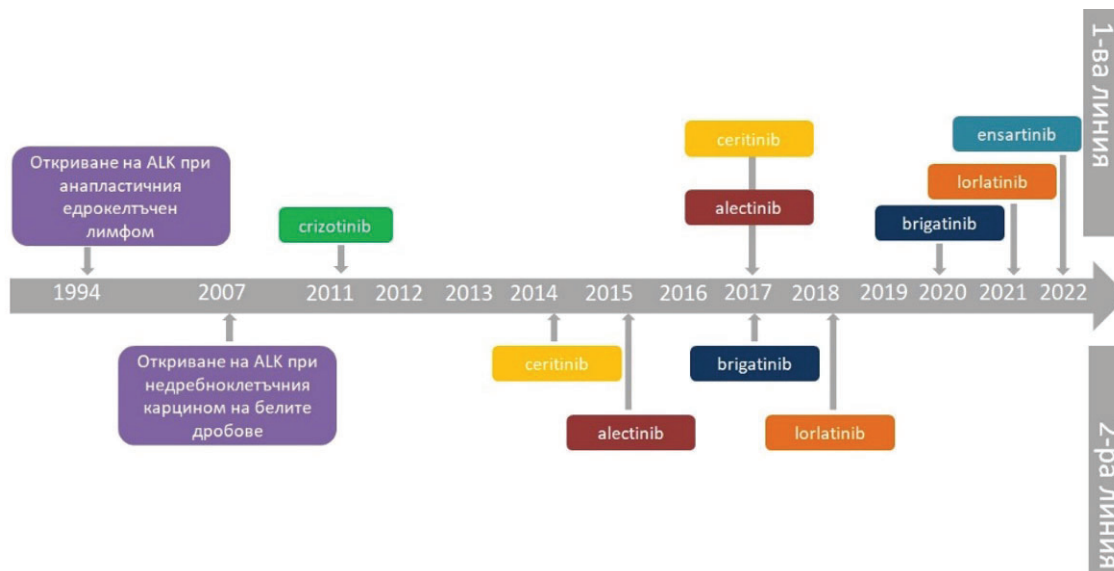 1-ва линия
ensartinib
ceritinib
Откриване на ALK при
анапластичния
едрокелтъчен
лимфом
lorlatinib
alectinib
crizotinib
brigatinib
1994 2007 2011 2012 2013 2014 2015 2016 2017 2018 2019 2020 2021 2022
Откриване на ALK при
недребноклетъчния
карцином на белите
дробове
ceritinib
brigatinib
alectinib
lorlatinib
2-ра линия